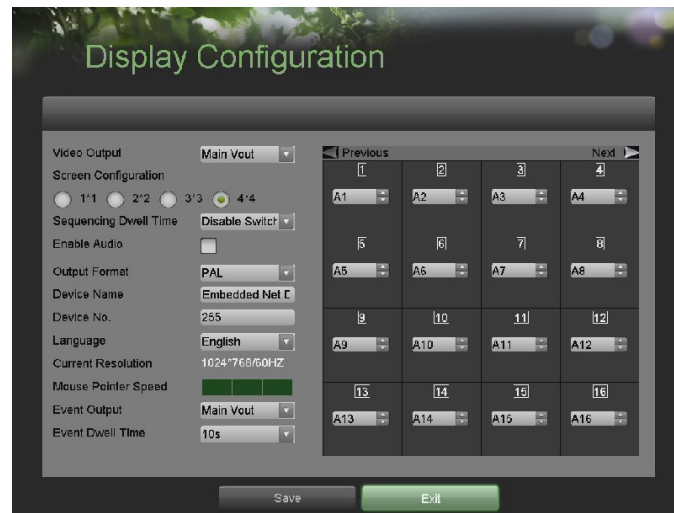 Display Configuration
Video Output Main Vout
Screen Configuration
1*1 2*2 3*3 4*4
Sequencing Dwell Time Disable Switch
Enable Audio
Output Format PAL
Device Name Embedded Net D
Device No. 255
Language English
Current Resolution 1024*768/60HZ
Mouse Pointer Speed
Event Output Main Vout
Event Dwell Time 10s
Previous Next
1 2 3 4
A1 A2 A3 A4
5 6 7 8
A5 A6 A7 A8
9 10 11 12
A9 A10 A11 A12
13 14 15 16
A13 A14 A15 A16
Save Exit